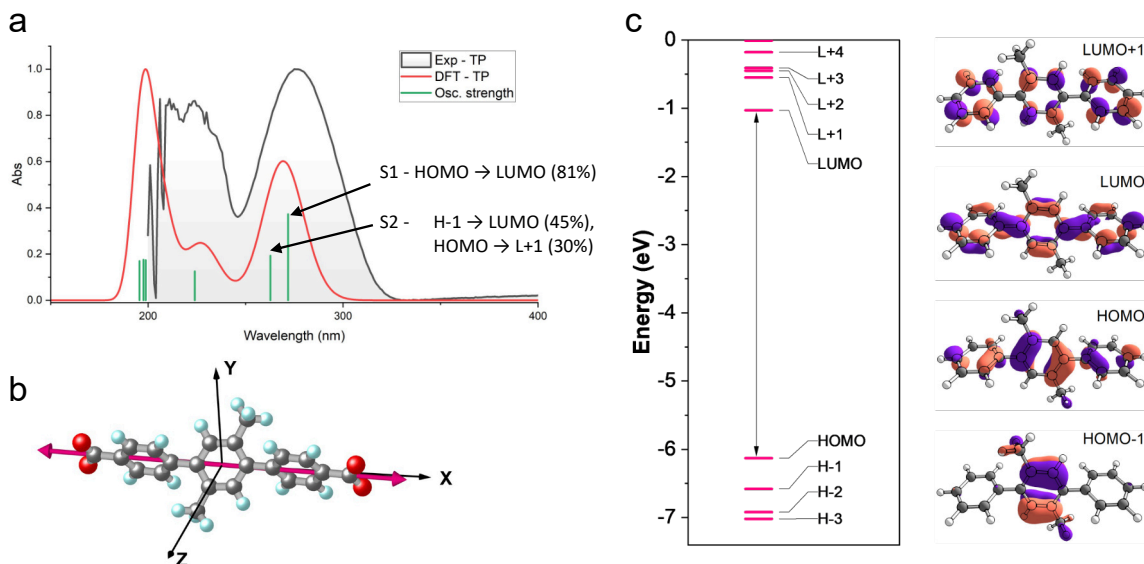 a
Exp - TP
DFT - TP
Osc. strength
1.0
0.8
0.6
0.4
0.2
0.0
Abs
200
300
400
Wavelength (nm)
S1 - HOMO → LUMO (81%)
S2 - H-1 → LUMO (45%),
HOMO → L+1 (30%)
b
Y
X
Z
c
0
-1
-2
-3
-4
-5
-6
-7
Energy (eV)
L+4
L+3
L+2
L+1
LUMO
HOMO
H-1
H-2
H-3
LUMO+1
LUMO
HOMO
HOMO-1